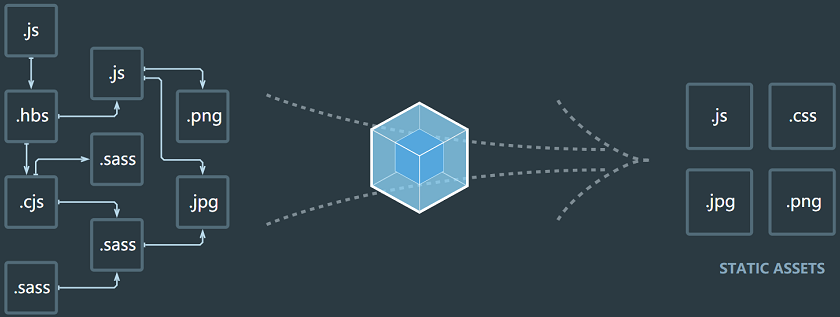 .js
.js
.hbs
.png
.sass
.cjs
.jpg
.sass
.sass
.js
.css
.jpg
.png
STATIC ASSETS